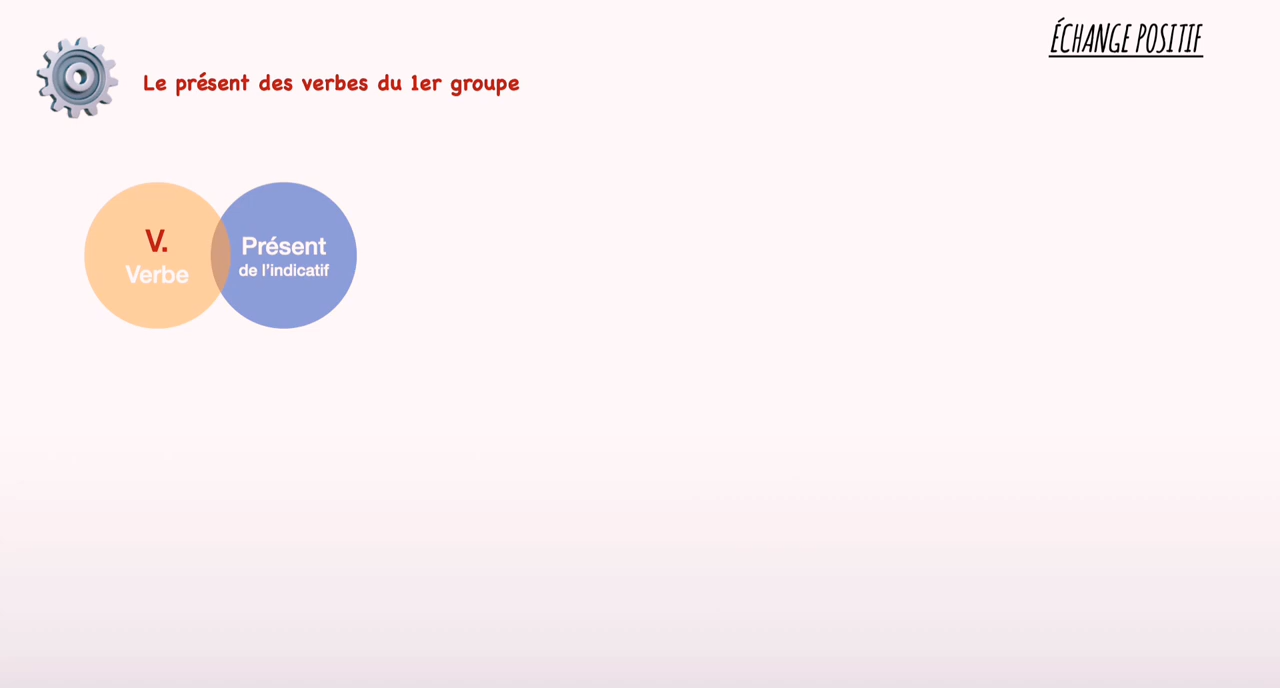 ÉCHANGE POSITIF
Le présent des verbes du 1er groupe
V.
Verbe
Présent
de l'indicatif